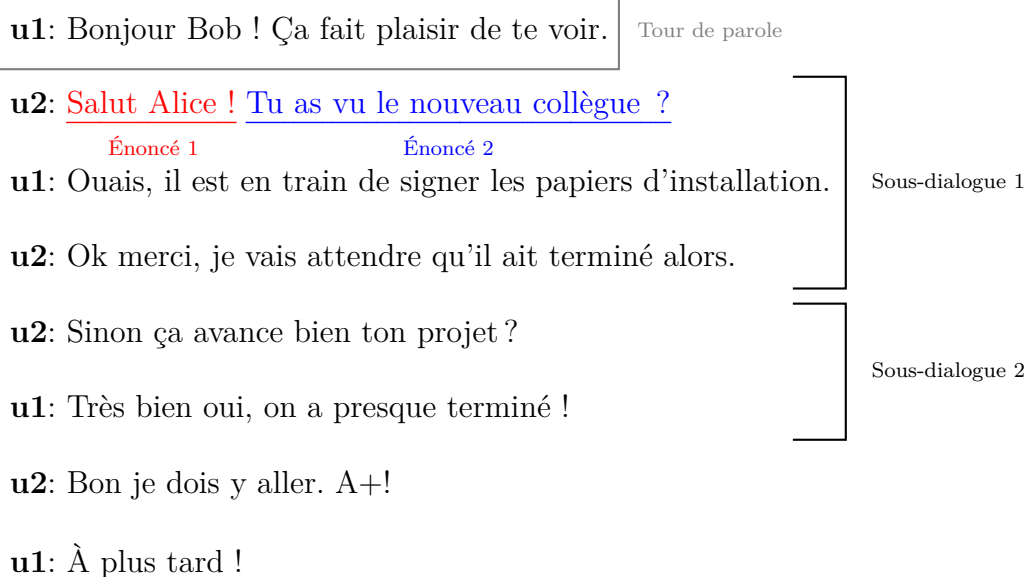 u1: Bonjour Bob ! Ça fait plaisir de te voir. Tour de parole
u2: Salut Alice ! Tu as vu le nouveau collègue ?
Énoncé 1 Énoncé 2
u1: Ouais, il est en train de signer les papiers d'installation. Sous-dialogue 1
u2: Ok merci, je vais attendre qu'il ait terminé alors.
u2: Sinon ça avance bien ton projet ?
Sous-dialogue 2
u1: Très bien oui, on a presque terminé !
u2: Bon je dois y aller. A+!
u1: À plus tard !